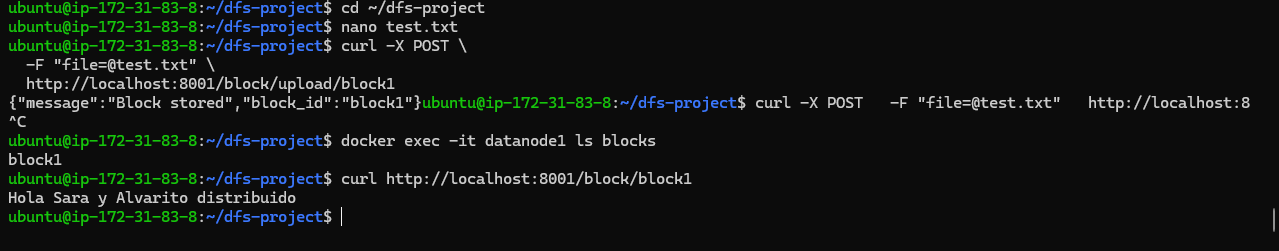 ubuntu@ip-172-31-83-8:~/dfs-project$ cd ~/dfs-project
ubuntu@ip-172-31-83-8:~/dfs-project$ nano test.txt
ubuntu@ip-172-31-83-8:~/dfs-project$ curl -X POST \
  -F "file=@test.txt" \
  http://localhost:8001/block/upload/block1
{"message":"Block stored","block_id":"block1"}ubuntu@ip-172-31-83-8:~/dfs-project$ curl -X POST   -F "file=@test.txt"   http://localhost:8
^C
ubuntu@ip-172-31-83-8:~/dfs-project$ docker exec -it datanode1 ls blocks
block1
ubuntu@ip-172-31-83-8:~/dfs-project$ curl http://localhost:8001/block/block1
Hola Sara y Alvarito distribuido
ubuntu@ip-172-31-83-8:~/dfs-project$